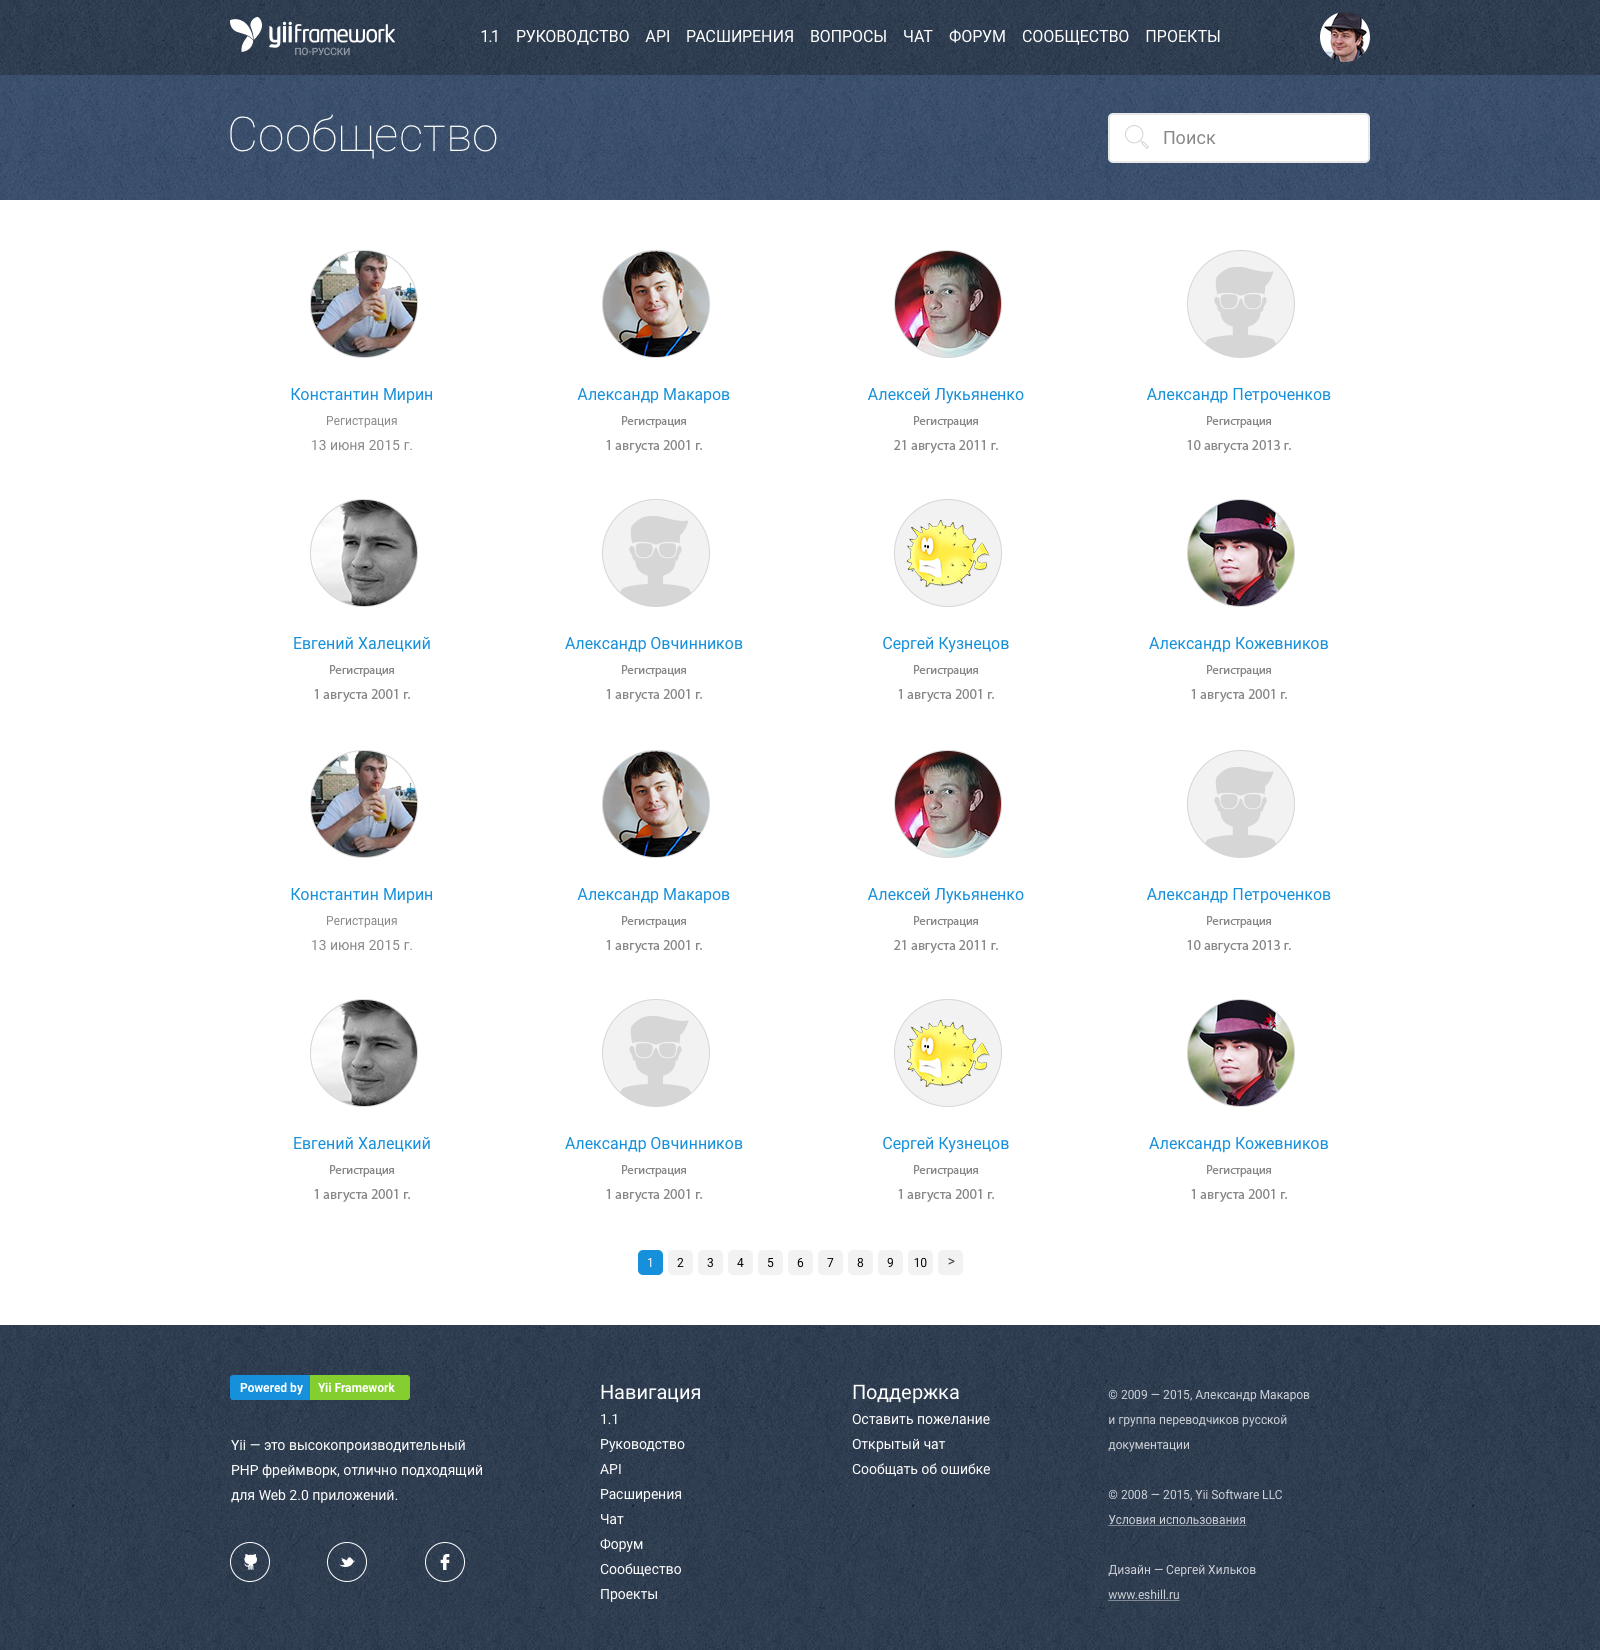 yiiframework
ПО-РУССКИ
1.1 РУКОВОДСТВО API РАСШИРЕНИЯ ВОПРОСЫ ЧАТ ФОРУМ СООБЩЕСТВО ПРОЕКТЫ
Сообщество
Поиск
Константин Мирин Александр Макаров Алексей Лукьяненко Александр Петроченков
Регистрация Регистрация Регистрация Регистрация
13 июня 2015 г. 1 августа 2001 г. 21 августа 2011 г. 10 августа 2013 г.
Евгений Халецкий Александр Овчинников Сергей Кузнецов Александр Кожевников
Регистрация Регистрация Регистрация Регистрация
1 августа 2001 г. 1 августа 2001 г. 1 августа 2001 г. 1 августа 2001 г.
Константин Мирин Александр Макаров Алексей Лукьяненко Александр Петроченков
Регистрация Регистрация Регистрация Регистрация
13 июня 2015 г. 1 августа 2001 г. 21 августа 2011 г. 10 августа 2013 г.
Евгений Халецкий Александр Овчинников Сергей Кузнецов Александр Кожевников
Регистрация Регистрация Регистрация Регистрация
1 августа 2001 г. 1 августа 2001 г. 1 августа 2001 г. 1 августа 2001 г.
1 2 3 4 5 6 7 8 9 10 >
Powered by Yii Framework
Yii — это высокопроизводительный
PHP фреймворк, отлично подходящий
для Web 2.0 приложений.
Навигация
1.1
Руководство
API
Расширения
Чат
Форум
Сообщество
Проекты
Поддержка
Оставить пожелание
Открытый чат
Сообщать об ошибке
© 2009 — 2015, Александр Макаров
и группа переводчиков русской
документации
© 2008 — 2015, Yii Software LLC
Условия использования
Дизайн — Сергей Хильков
www.eshill.ru